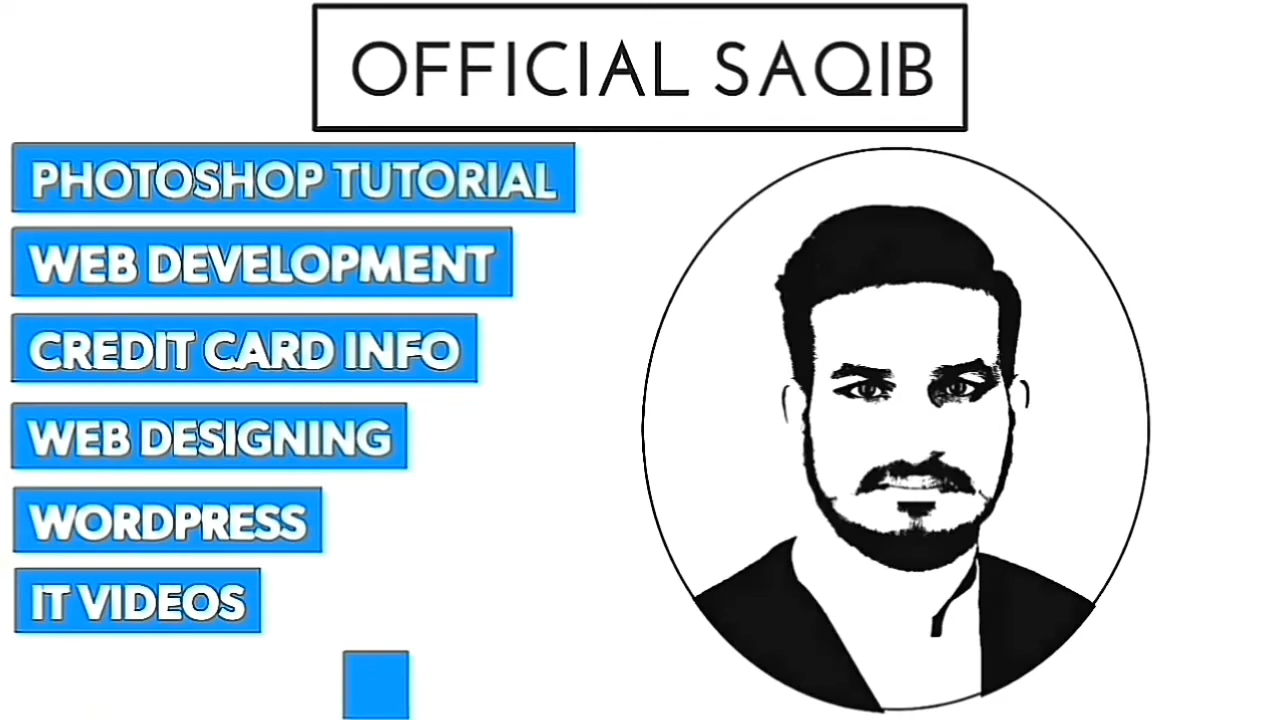 OFFICIAL SAQIB
PHOTOSHOP TUTORIAL
WEB DEVELOPMENT
CREDIT CARD INFO
WEB DESIGNING
WORDPRESS
IT VIDEOS